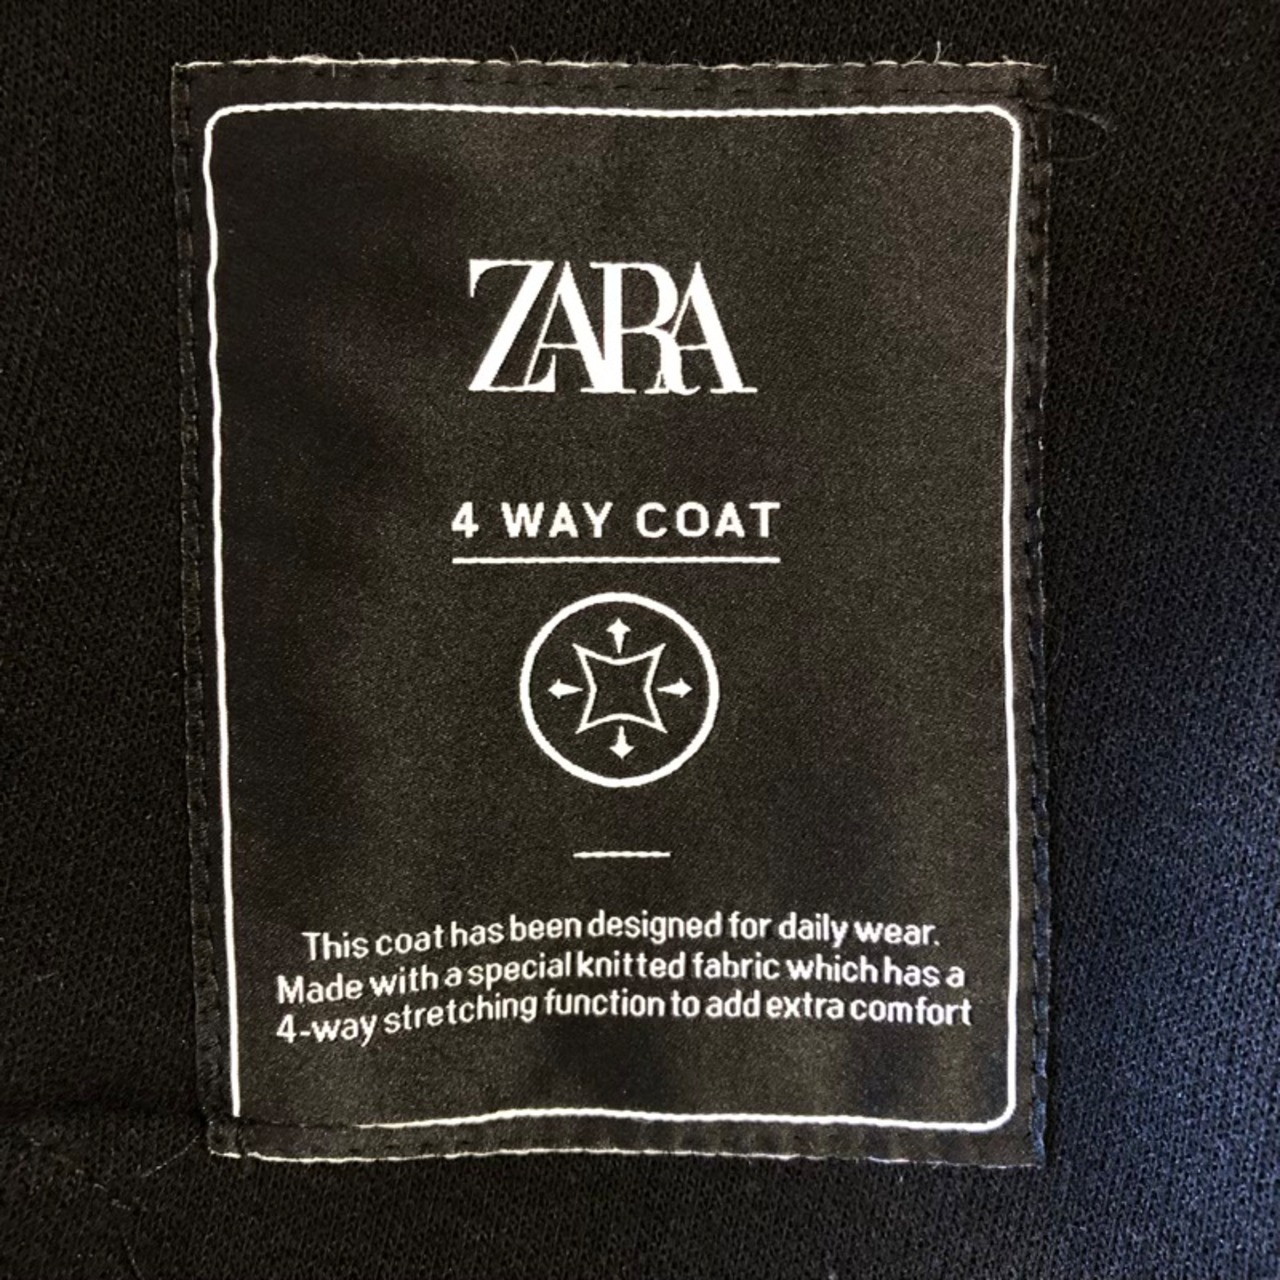 ZARA
4 WAY COAT
This coat has been designed for daily wear.
Made with a special knitted fabric which has a
4-way stretching function to add extra comfort